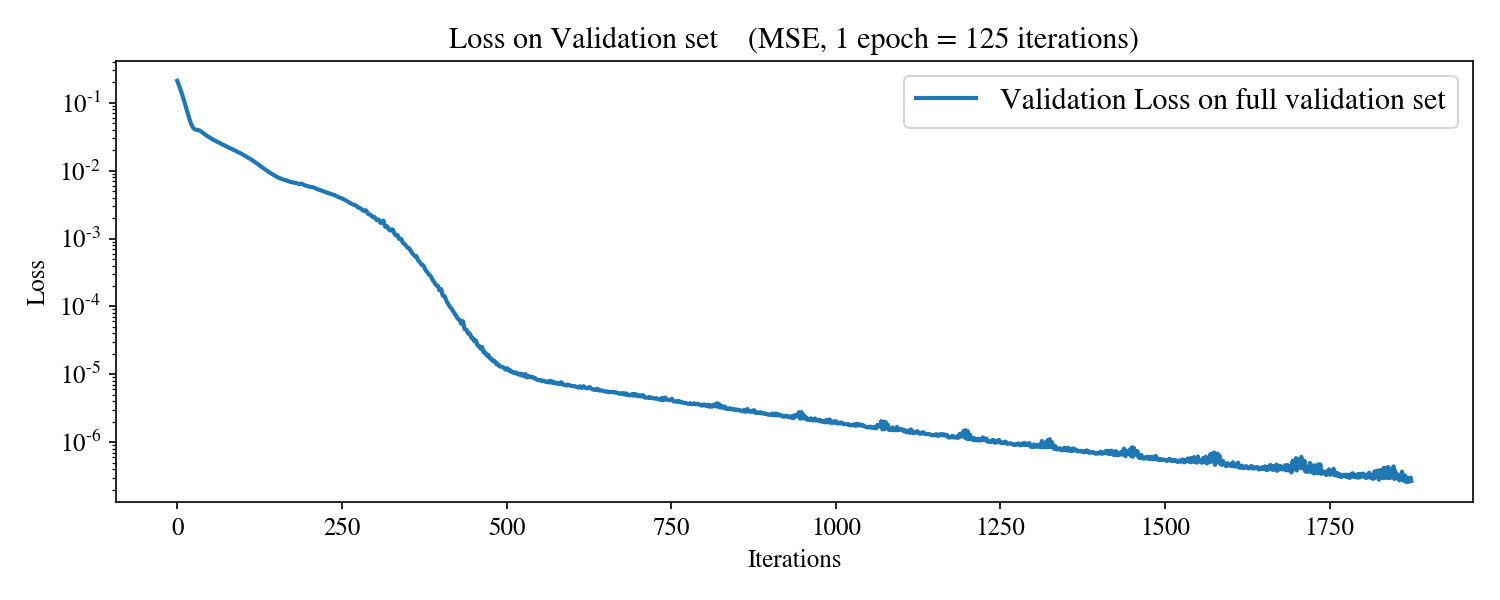 Loss on Validation set (MSE, 1 epoch = 125 iterations)
Validation Loss on full validation set
Loss
10^-1
10^-2
10^-3
10^-4
10^-5
10^-6
0 250 500 750 1000 1250 1500 1750
Iterations